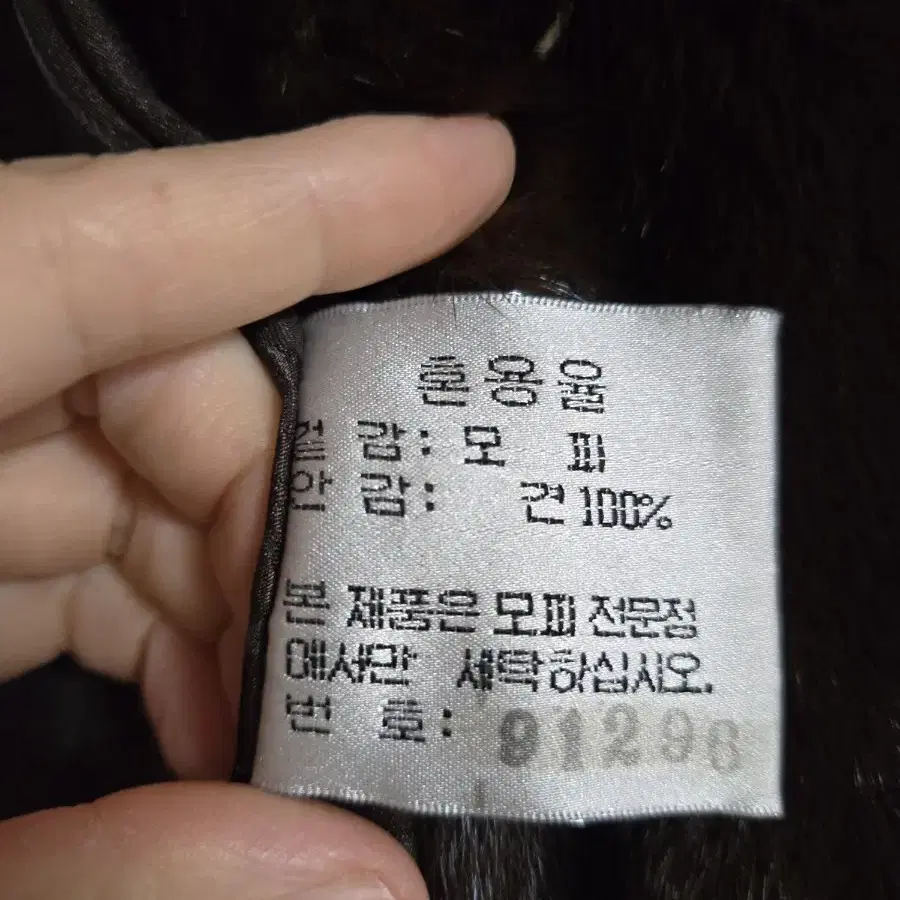 혼용율
겉 감: 모 피
안 감: 견 100%
본 제품은 모피 전문점
에서만 세탁하십시오.
번 호: 91296